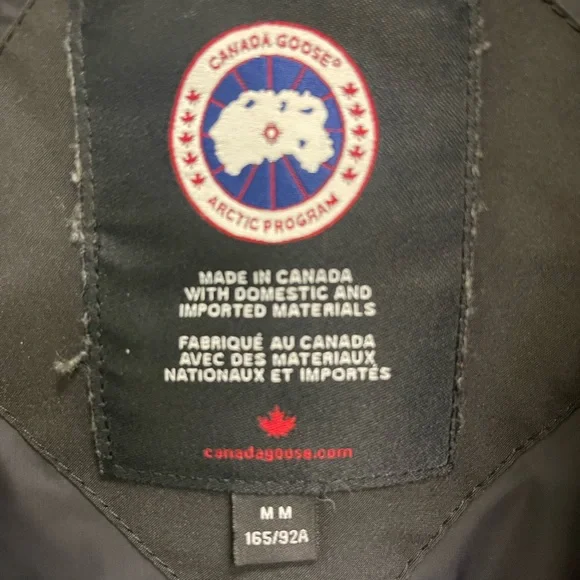 CANADA GOOSE®
ARCTIC PROGRAM
MADE IN CANADA
WITH DOMESTIC AND
IMPORTED MATERIALS
FABRIQUÉ AU CANADA
AVEC DES MATERIAUX
NATIONAUX ET IMPORTÉS
canadagoose.com
M M
165/92A